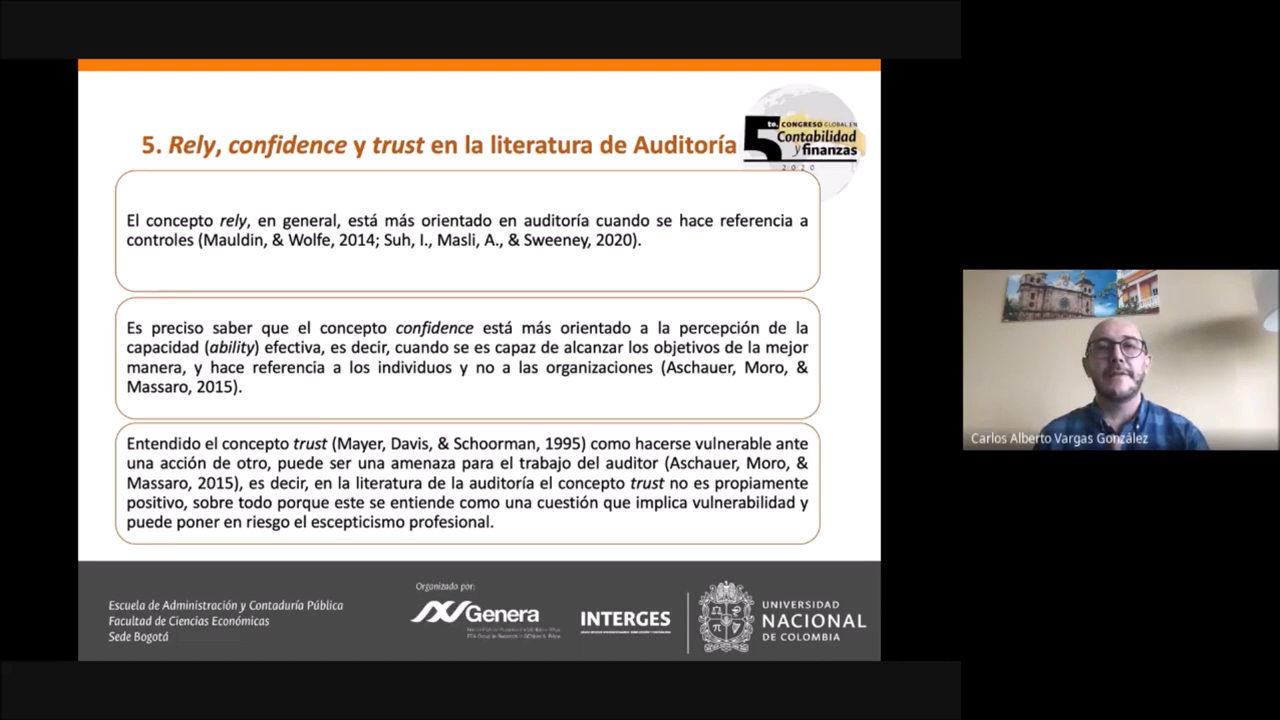 5. Rely, confidence y trust en la literatura de Auditoría
5to. CONGRESO GLOBAL EN
Contabilidad
y finanzas
2020
El concepto rely, en general, está más orientado en auditoría cuando se hace referencia a
controles (Mauldin, & Wolfe, 2014; Suh, I., Masli, A., & Sweeney, 2020).
Es preciso saber que el concepto confidence está más orientado a la percepción de la
capacidad (ability) efectiva, es decir, cuando se es capaz de alcanzar los objetivos de la mejor
manera, y hace referencia a los individuos y no a las organizaciones (Aschauer, Moro, &
Massaro, 2015).
Entendido el concepto trust (Mayer, Davis, & Schoorman, 1995) como hacerse vulnerable ante
una acción de otro, puede ser una amenaza para el trabajo del auditor (Aschauer, Moro, &
Massaro, 2015), es decir, en la literatura de la auditoría el concepto trust no es propiamente
positivo, sobre todo porque este se entiende como una cuestión que implica vulnerabilidad y
puede poner en riesgo el escepticismo profesional.
Escuela de Administración y Contaduría Pública
Facultad de Ciencias Económicas
Sede Bogotá
Organizado por:
Genera
INTERGES
UNIVERSIDAD
NACIONAL
DE COLOMBIA
Carlos Alberto Vargas González